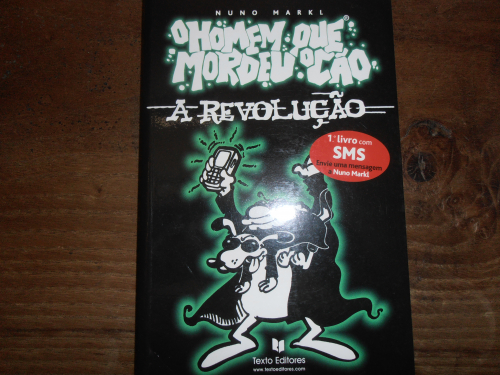 NUNO MARKL
O HOMEM QUE
MORDEU O CÃO
A REVOLUÇÃO
1.º livro com
SMS
Envie uma mensagem
a Nuno Markl
Texto Editores
www.textoeditores.com